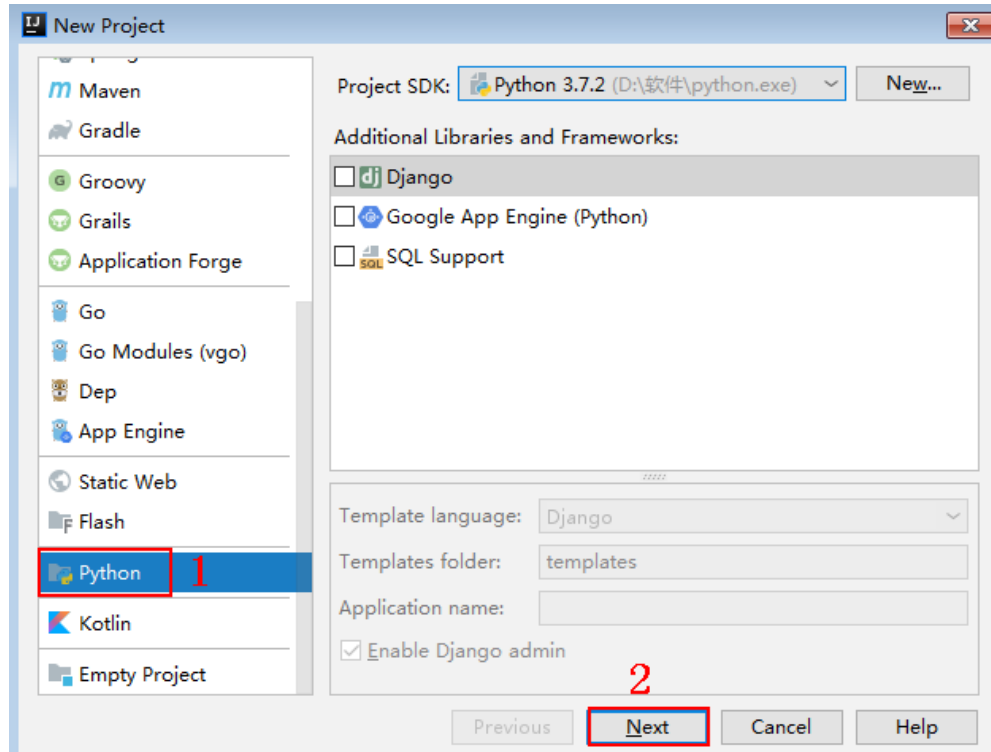 New Project
Maven
Gradle
Groovy
Grails
Application Forge
Go
Go Modules (vgo)
Dep
App Engine
Static Web
Flash
Python 1
Kotlin
Empty Project
Project SDK: Python 3.7.2 (D:\软件\python.exe) New...
Additional Libraries and Frameworks:
dj Django
Google App Engine (Python)
SQL SQL Support
Template language: Django
Templates folder: templates
Application name:
Enable Django admin
2
Previous Next Cancel Help